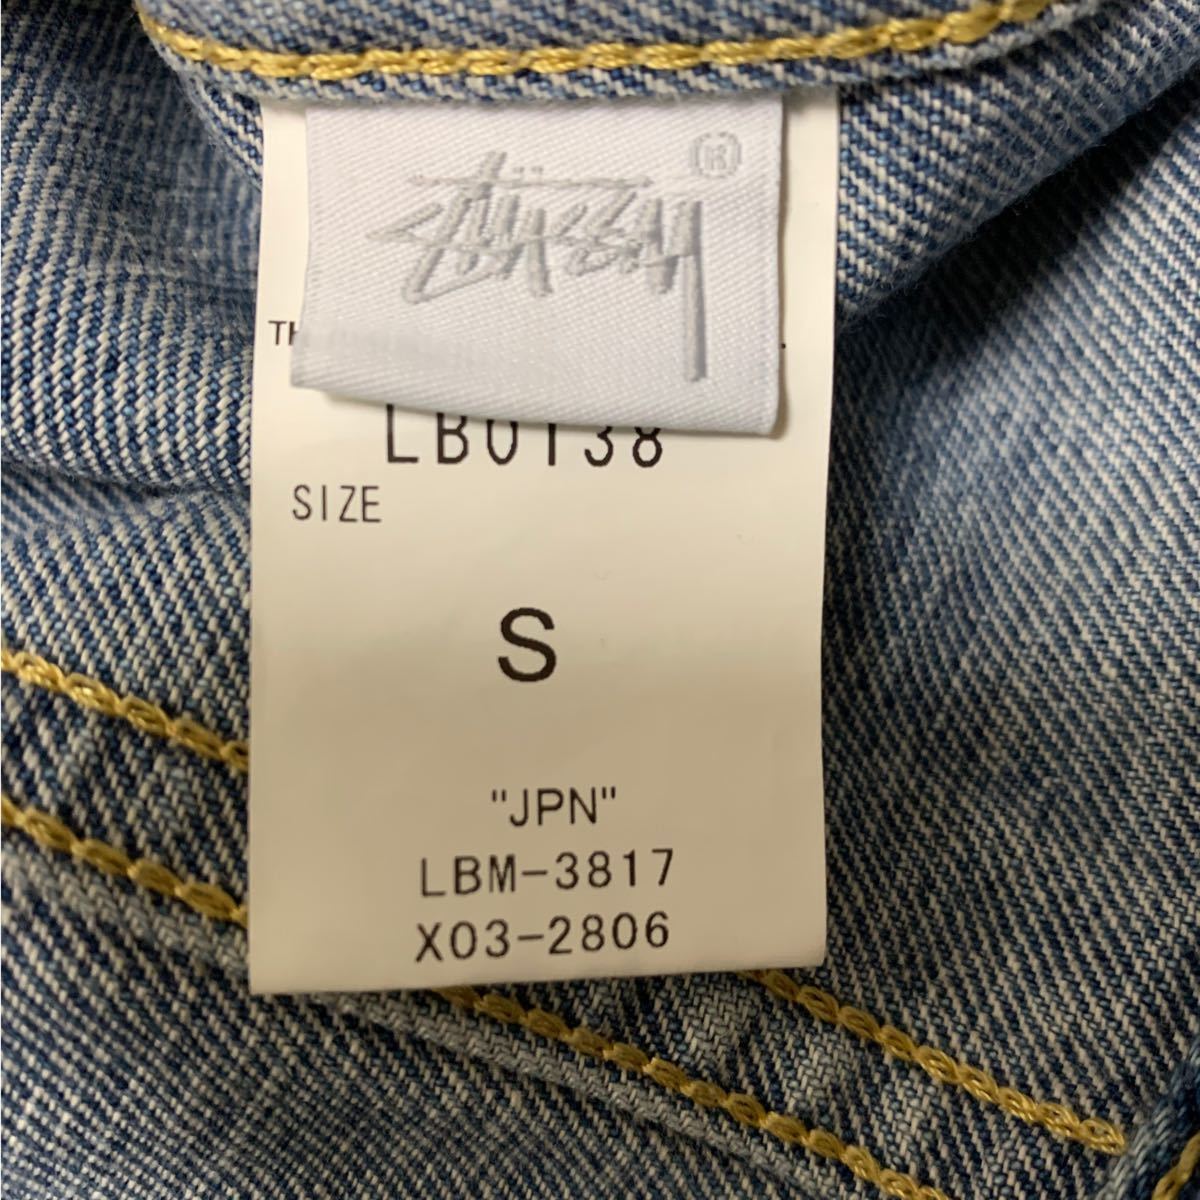 Stüssy
®
LB0138
SIZE
S
"JPN"
LBM-3817
X03-2806